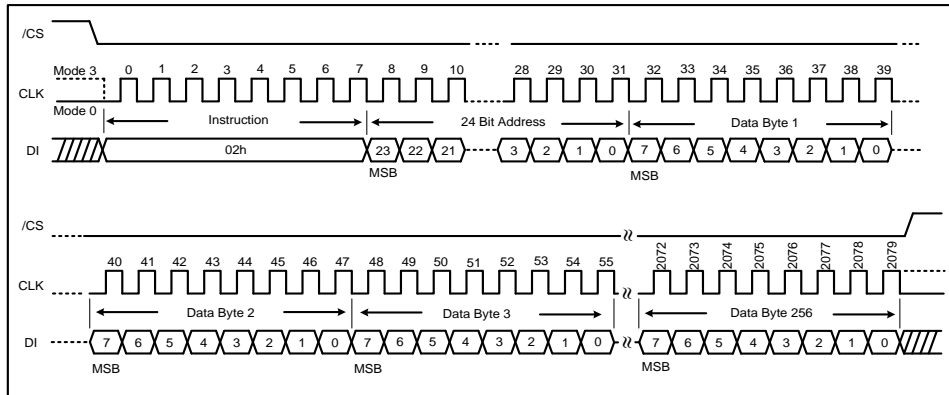 /CS
Mode 3 0 1 2 3 4 5 6 7 8 9 10 28 29 30 31 32 33 34 35 36 37 38 39
CLK
Mode 0 Instruction 24 Bit Address Data Byte 1
DI 02h 23 22 21 3 2 1 0 7 6 5 4 3 2 1 0
MSB MSB
/CS
40 41 42 43 44 45 46 47 48 49 50 51 52 53 54 55 2072 2073 2074 2075 2076 2077 2078 2079
CLK
Data Byte 2 Data Byte 3 Data Byte 256
DI 7 6 5 4 3 2 1 0 7 6 5 4 3 2 1 0 7 6 5 4 3 2 1 0
MSB MSB MSB